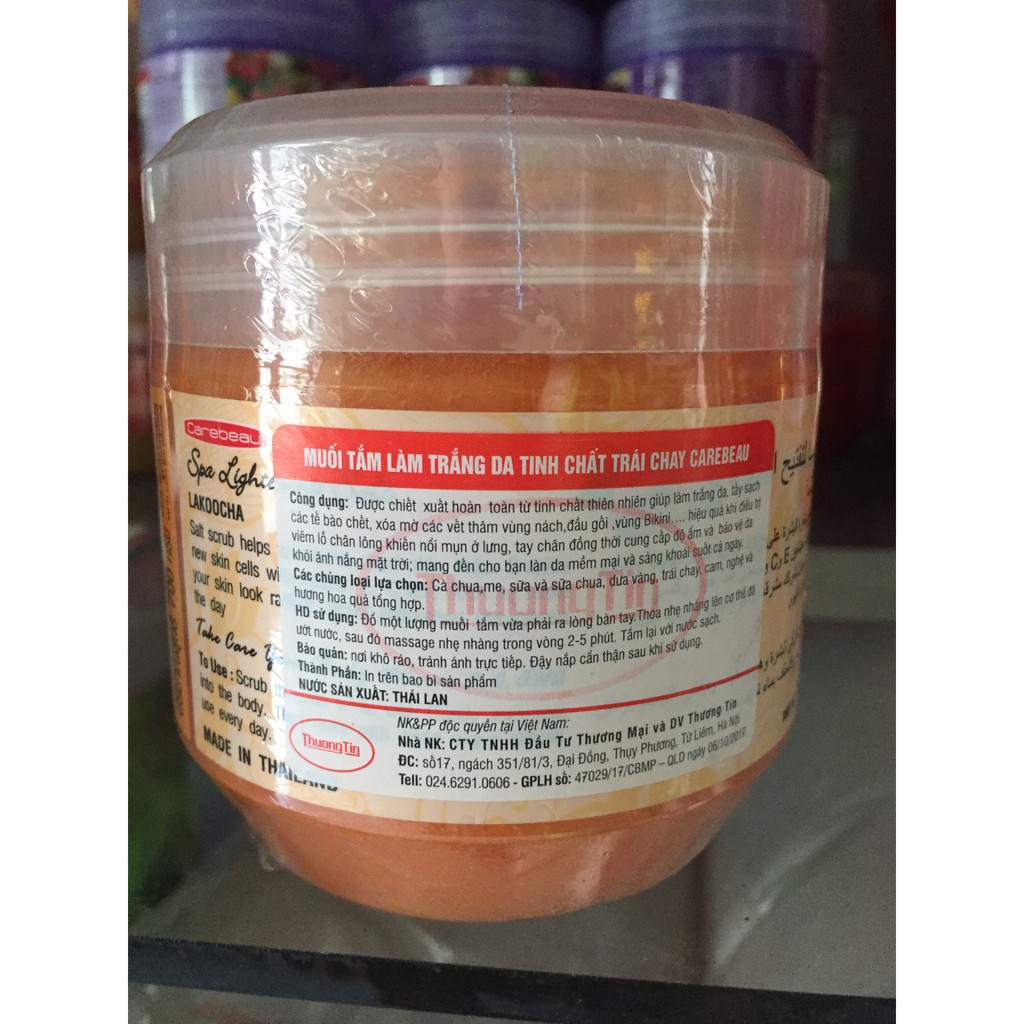 Carebeau
Spa Light
LAKOOCHA
Salt scrub helps
new skin cells wi
your skin look ra
the day
Take Care
To Use : Scrub
into the body.
use every day.
MADE IN THAILAND
MUỐI TẮM LÀM TRẮNG DA TINH CHẤT TRÁI CHAY CAREBEAU
Công dụng: Được chiết xuất hoàn toàn từ tinh chất thiên nhiên giúp làm trắng da, tẩy sạch
các tề bào chết, xóa mờ các vết thâm vùng nách,đầu gối ,vùng Bikini.... hiệu quả khi điều trị
viêm lỗ chân lông khiến nổi mụn ở lưng, tay chân đồng thời cung cấp độ ẩm và bảo vệ da
khỏi ánh nắng mặt trời; mang đến cho bạn làn da mềm mại và sảng khoái suốt cả ngày.
Các chủng loại lựa chọn: Cà chua,me, sữa và sữa chua, dưa vàng, trái chay, cam, nghệ và
hương hoa quả tổng hợp.
HD sử dụng: Đổ một lượng muối tắm vừa phải ra lòng bàn tay.Thoa nhẹ nhàng lên cơ thể đã
ướt nước, sau đó massage nhẹ nhàng trong vòng 2-5 phút. Tắm lại với nước sạch.
Bảo quản: nơi khô ráo, tránh ánh trực tiếp. Đậy nắp cẩn thận sau khi sử dụng.
Thành Phần: In trên bao bì sản phẩm
NƯỚC SẢN XUẤT: THÁI LAN
ThuongTin
ThuongTin
NK&PP độc quyền tại Việt Nam:
Nhà NK: CTY TNHH Đầu Tư Thương Mại và DV Thương Tín
ĐC: số17, ngách 351/81/3, Đại Đồng, Thụy Phương, Từ Liêm, Hà Nội
Tell: 024.6291.0606 - GPLH số: 47029/17/CBMP – QLD ngày 06/10/2017